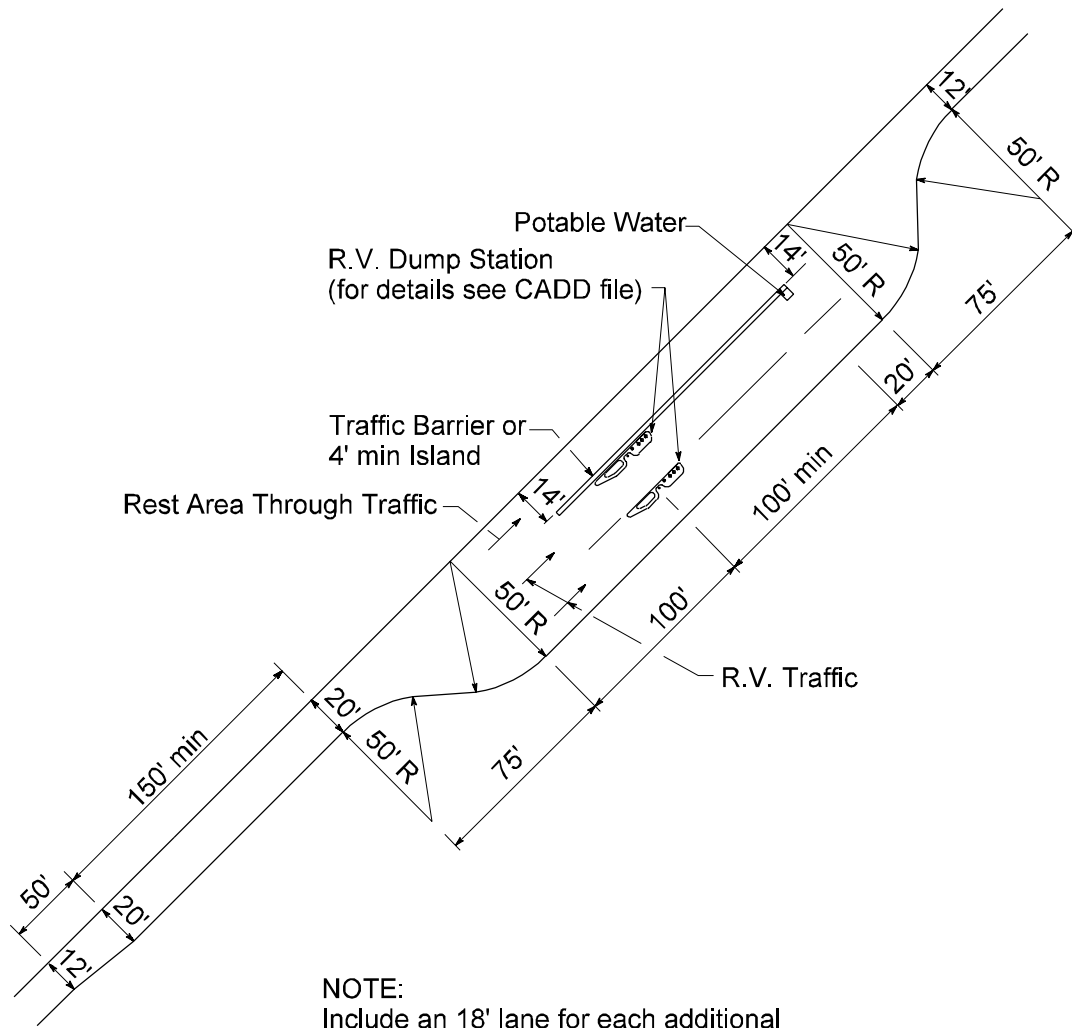 12'
50' R
Potable Water
14'
R.V. Dump Station
(for details see CADD file)
50' R
75'
20'
Traffic Barrier or
4' min Island
100' min
14'
Rest Area Through Traffic
50' R
100'
R.V. Traffic
20'
50' R
75'
150' min
50'
20'
12'
NOTE:
Include an 18' lane for each additional